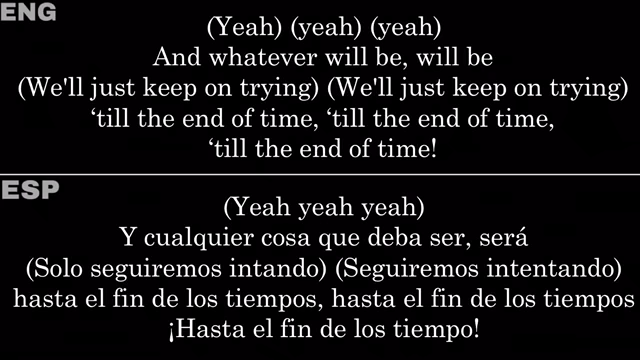 ENG
(Yeah) (yeah) (yeah)
And whatever will be, will be
(We'll just keep on trying) (We'll just keep on trying)
‘till the end of time, ‘till the end of time,
‘till the end of time!
ESP
(Yeah yeah yeah)
Y cualquier cosa que deba ser, será
(Solo seguiremos intando) (Seguiremos intentando)
hasta el fin de los tiempos, hasta el fin de los tiempos
¡Hasta el fin de los tiempo!